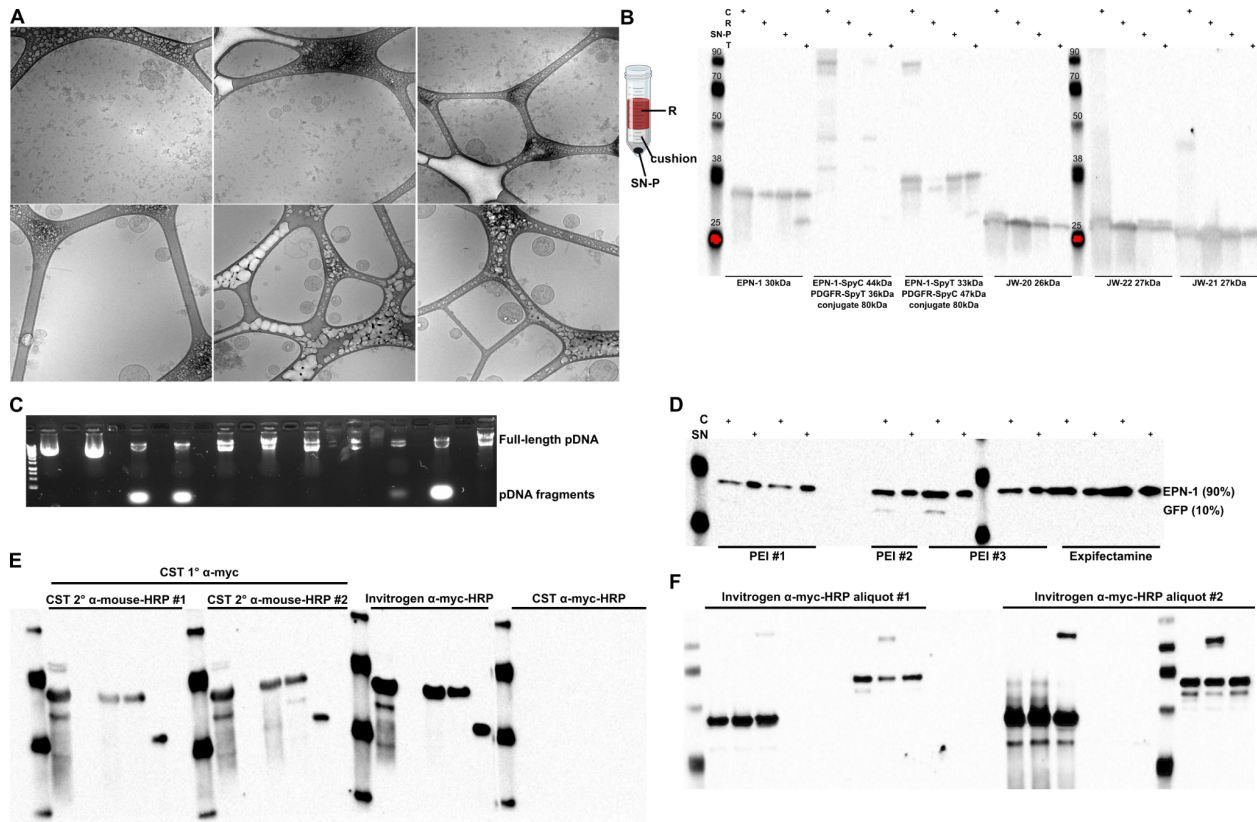 A
B
C
R
SN-P
T
+ + + + + +
+ + + + + +
+ + + + + +
+ + + + + +
90
70
50
38
25
90
70
50
38
25
R
cushion
SN-P
EPN-1 30kDa
EPN-1-SpyC 44kDa
PDGFR-SpyT 36kDa
conjugate 80kDa
EPN-1-SpyT 33kDa
PDGFR-SpyC 47kDa
conjugate 80kDa
JW-20 26kDa
JW-22 27kDa
JW-21 27kDa
C
Full-length pDNA
pDNA fragments
D
C + + + + + + +
SN + + + + + + +
EPN-1 (90%)
GFP (10%)
PEI #1
PEI #2
PEI #3
Expifectamine
E
CST 1° α-myc
CST 2° α-mouse-HRP #1
CST 2° α-mouse-HRP #2
Invitrogen α-myc-HRP
CST α-myc-HRP
F
Invitrogen α-myc-HRP aliquot #1
Invitrogen α-myc-HRP aliquot #2